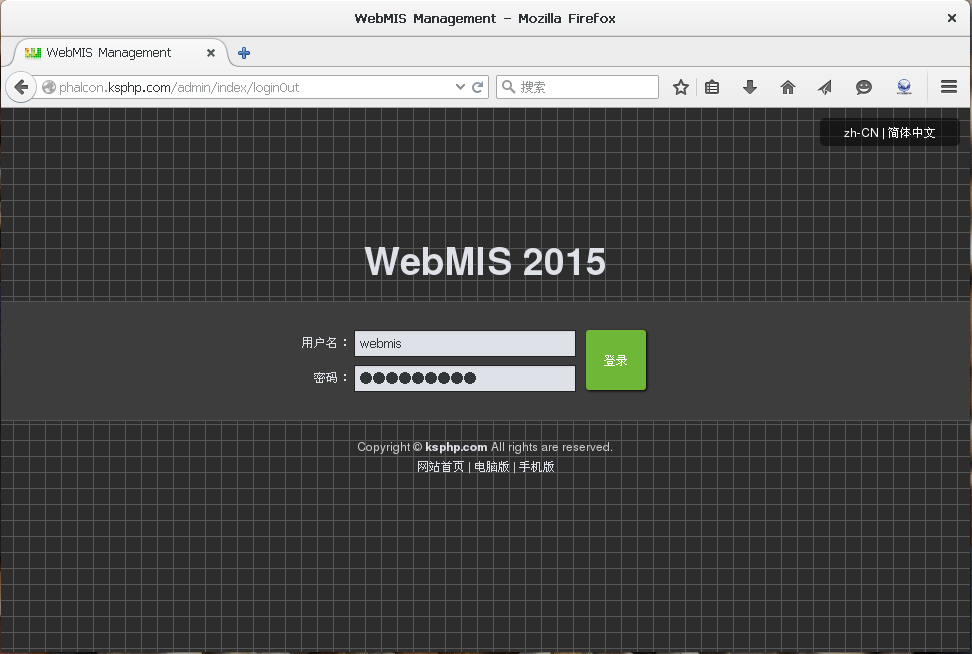 WebMIS Management - Mozilla Firefox
WebMIS Management
phalcon.ksphp.com/admin/index/loginOut
搜索
zh-CN | 简体中文
WebMIS 2015
用户名：
webmis
密码：
登录
Copyright © ksphp.com All rights are reserved.
网站首页 | 电脑版 | 手机版